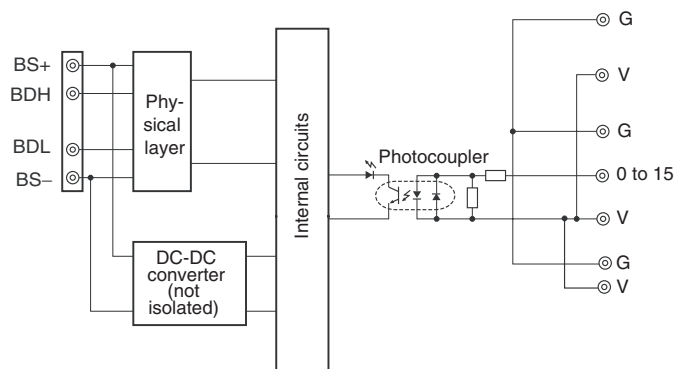 BS+
BDH
BDL
BS−
Phy-
sical
layer
DC-DC
converter
(not
isolated)
Internal circuits
Photocoupler
G
V
G
0 to 15
V
G
V